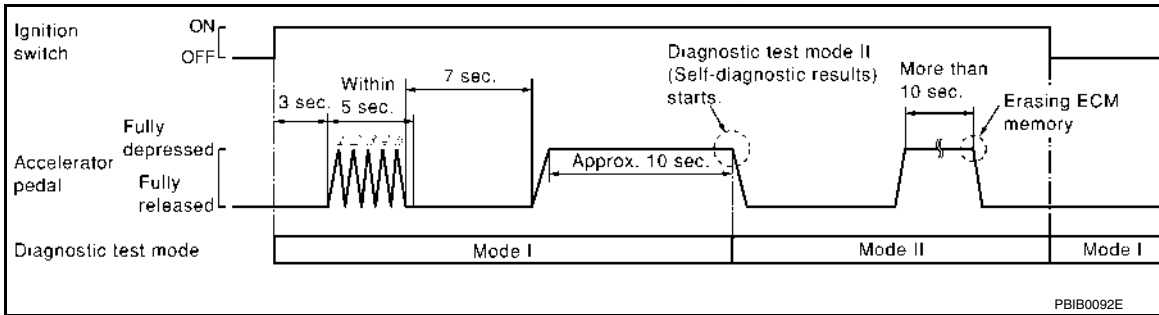 Ignition
switch
ON
OFF
3 sec.
Within
5 sec.
7 sec.
Diagnostic test mode II
(Self-diagnostic results)
starts.
More than
10 sec.
Erasing ECM
memory
Accelerator
pedal
Fully
depressed
Fully
released
Approx. 10 sec.
Diagnostic test mode
Mode I
Mode II
Mode I
PBIB0092E